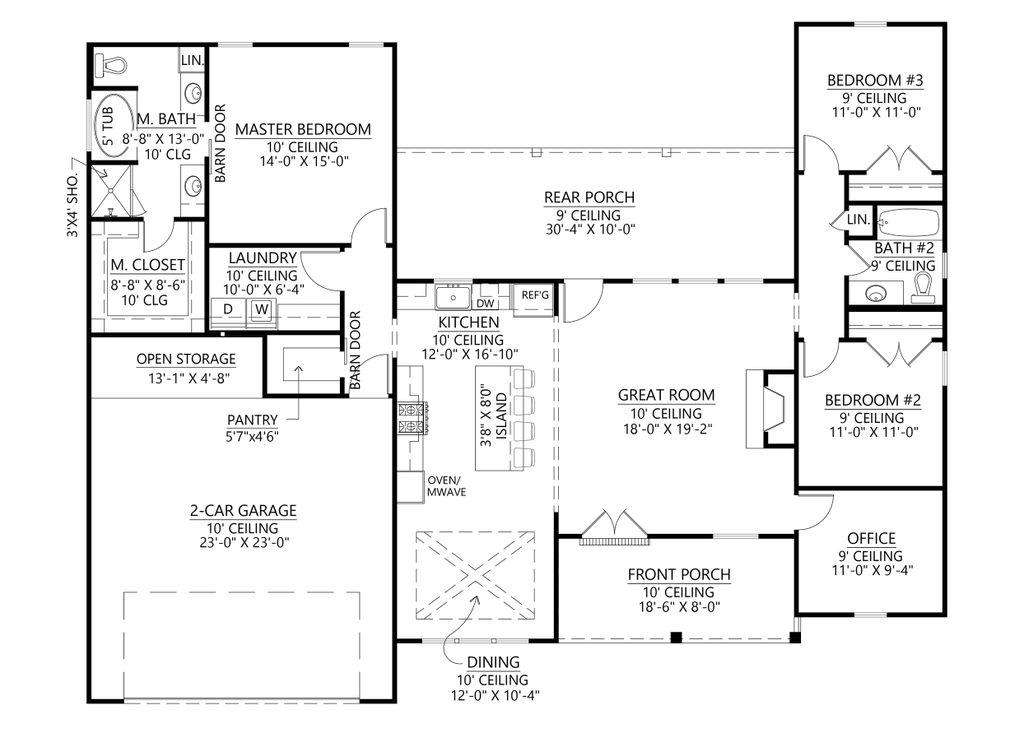 LIN.
5' TUB
M. BATH
8'-8" X 13'-0"
10' CLG
BARN DOOR
3'X4' SHO.
MASTER BEDROOM
10' CEILING
14'-0" X 15'-0"
BEDROOM #3
9' CEILING
11'-0" X 11'-0"
REAR PORCH
9' CEILING
30'-4" X 10'-0"
LIN.
BATH #2
9' CEILING
M. CLOSET
8'-8" X 8'-6"
10' CLG
LAUNDRY
10' CEILING
10'-0" X 6'-4"
D
W
DW
REF'G
KITCHEN
10' CEILING
12'-0" X 16'-10"
BARN DOOR
OPEN STORAGE
13'-1" X 4'-8"
PANTRY
5'7"x4'6"
3'8" X 8'0"
ISLAND
GREAT ROOM
10' CEILING
18'-0" X 19'-2"
BEDROOM #2
9' CEILING
11'-0" X 11'-0"
OVEN/
MWAVE
2-CAR GARAGE
10' CEILING
23'-0" X 23'-0"
OFFICE
9' CEILING
11'-0" X 9'-4"
FRONT PORCH
10' CEILING
18'-6" X 8'-0"
DINING
10' CEILING
12'-0" X 10'-4"